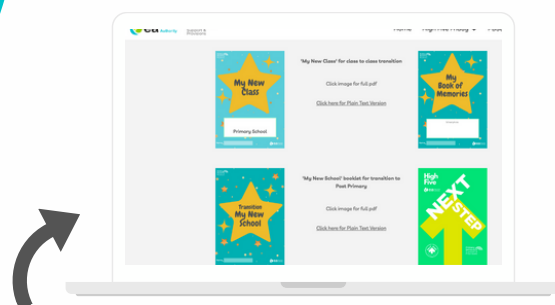 ea Authority
'My New Class' for class to class transition
Click image for full pdf
Click here for Plain Text Version
My New
Class
Primary School
My
Book of
Memories
'My New School' booklet for transition to
Post Primary
Click image for full pdf
Click here for Plain Text Version
Transition
My New
School
High
Five
NEXT
STEP